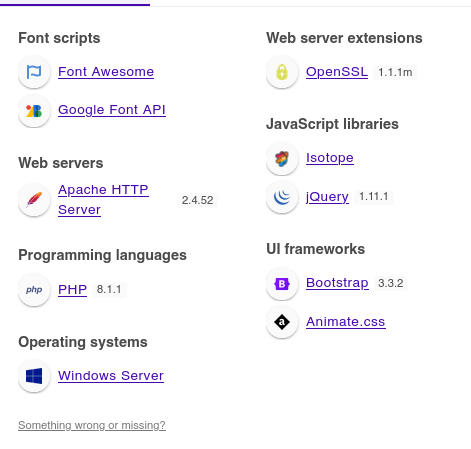 Font scripts
Font Awesome
Google Font API
Web servers
Apache HTTP
Server
2.4.52
Programming languages
php
PHP 8.1.1
Operating systems
Windows Server
Something wrong or missing?
Web server extensions
OpenSSL 1.1.1m
JavaScript libraries
Isotope
jQuery 1.11.1
UI frameworks
B
Bootstrap 3.3.2
a
Animate.css